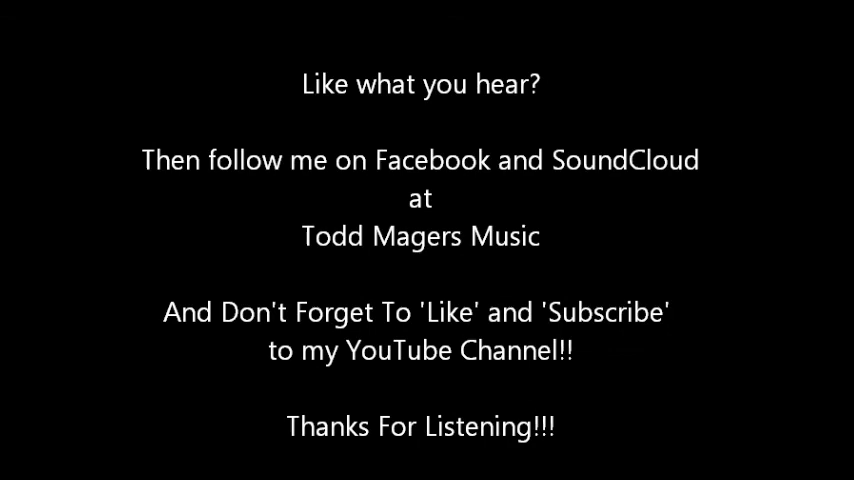 Like what you hear?
Then follow me on Facebook and SoundCloud
at
Todd Magers Music
And Don't Forget To 'Like' and 'Subscribe'
to my YouTube Channel!!
Thanks For Listening!!!